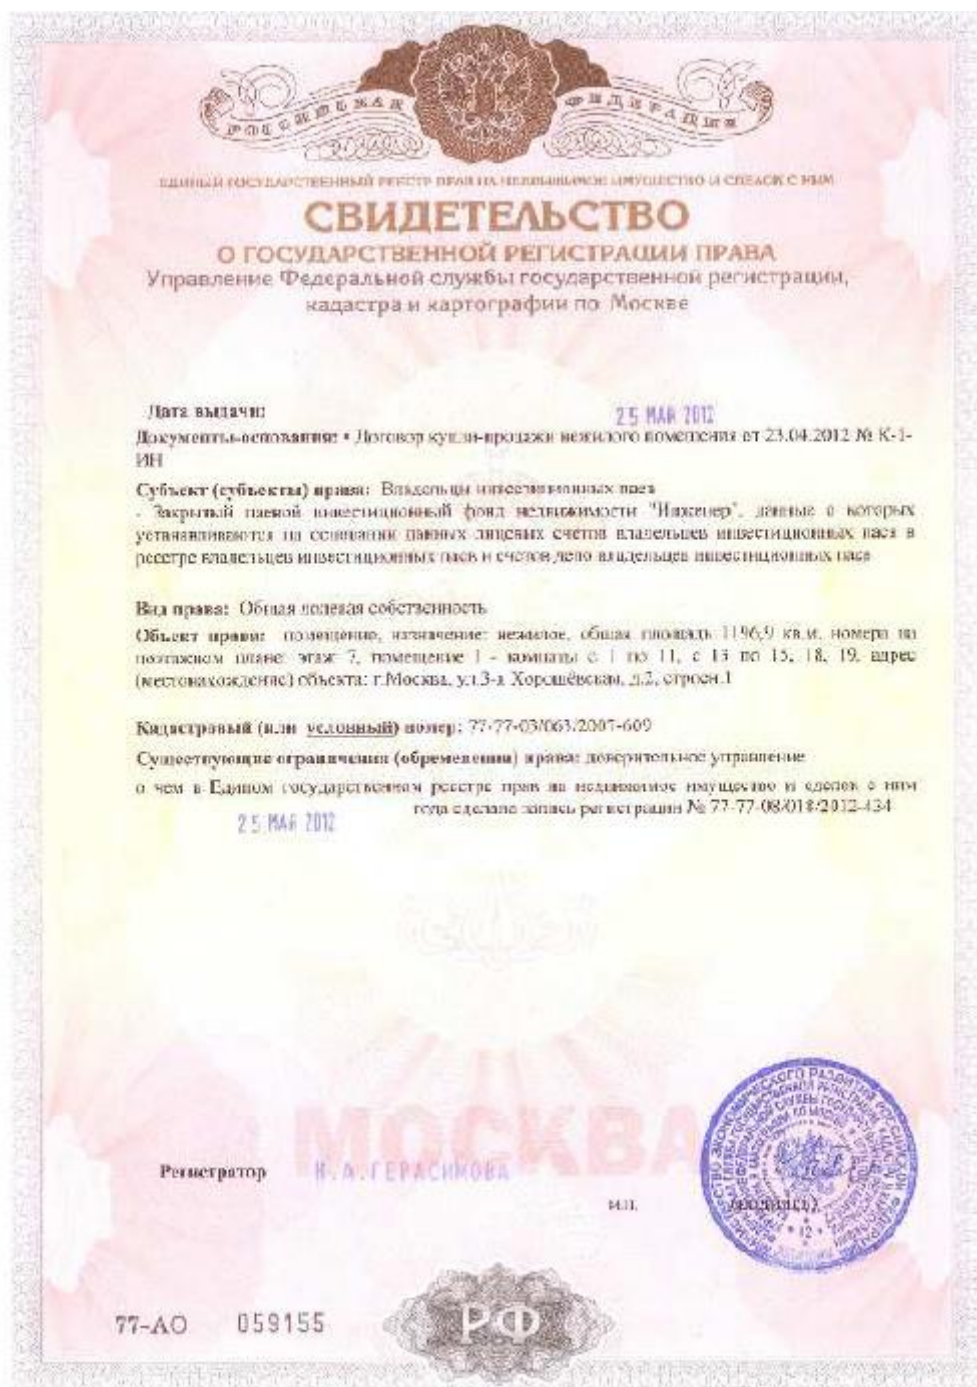 РОССИЙСКАЯ ФЕДЕРАЦИЯ
ЕДИНЫЙ ГОСУДАРСТВЕННЫЙ РЕЕСТР ПРАВ НА НЕДВИЖИМОЕ ИМУЩЕСТВО И СДЕЛОК С НИМ
СВИДЕТЕЛЬСТВО
О ГОСУДАРСТВЕННОЙ РЕГИСТРАЦИИ ПРАВА
Управление Федеральной службы государственной регистрации,
кадастра и картографии по Москве
Дата выдачи: 25 МАЯ 2012
Документы-основания: • Договор купли-продажи нежилого помещения от 23.04.2012 № К-1-
ИН
Субъект (субъекты) права: Владельцы инвестиционных паев
- Закрытый паевой инвестиционный фонд недвижимости "Инженер", данные о которых
устанавливаются на основании данных лицевых счетов владельцев инвестиционных паев в
реестре владельцев инвестиционных паев и счетов депо владельцев инвестиционных паев
Вид права: Общая долевая собственность
Объект права: помещение, назначение: нежилое, общая площадь 1196,9 кв.м, номера на
поэтажном плане: этаж 7, помещение I - комнаты с 1 по 11, с 13 по 15, 18, 19, адрес
(местонахождение) объекта: г.Москва, ул.3-я Хорошёвская, д.2, строен.1
Кадастровый (или условный) номер: 77-77-03/063/2007-609
Существующие ограничения (обременения) права: доверительное управление
о чем в Едином государственном реестре прав на недвижимое имущество и сделок с ним
25 МАЯ 2012 года сделана запись регистрации № 77-77-08/018/2012-434
МОСКВА
Регистратор Н.А.ГЕРАСИМОВА
м.п. (подпись)
77-АО 059155
РФ